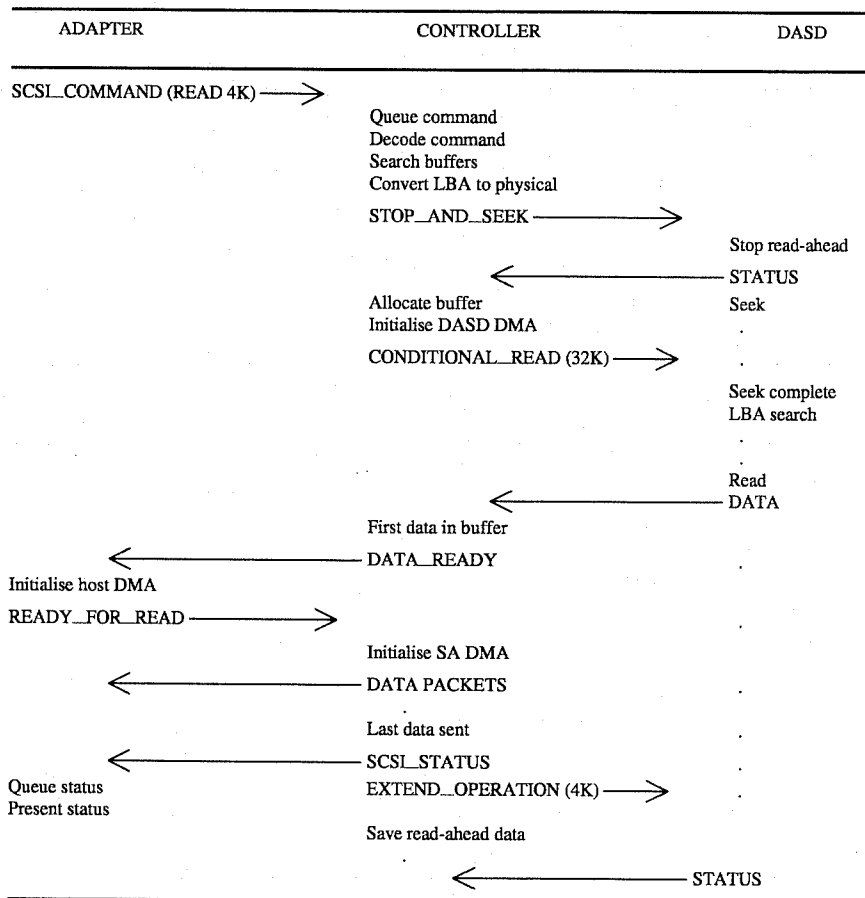 ADAPTER CONTROLLER DASD
SCSI_COMMAND (READ 4K)
Queue command
Decode command
Search buffers
Convert LBA to physical
STOP_AND_SEEK
Stop read-ahead
STATUS
Allocate buffer Seek
Initialise DASD DMA .
CONDITIONAL_READ (32K) .
Seek complete
LBA search
.
.
Read
DATA
First data in buffer
DATA_READY .
Initialise host DMA
READY_FOR_READ .
Initialise SA DMA
DATA PACKETS .
.
Last data sent .
SCSI_STATUS .
Queue status EXTEND_OPERATION (4K) .
Present status
Save read-ahead data
.
STATUS